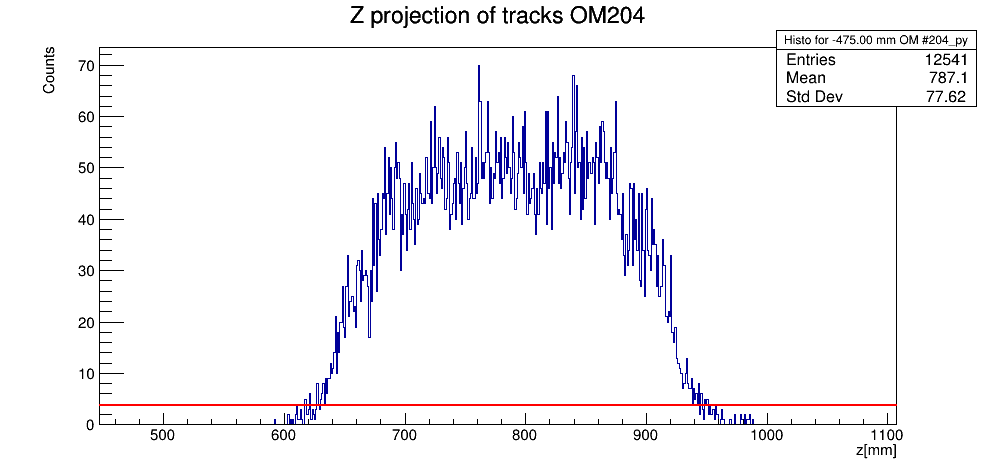 Z projection of tracks OM204
Histo for -475.00 mm OM #204_py
Entries 12541
Mean 787.1
Std Dev 77.62
Counts
70
60
50
40
30
20
10
0
500 600 700 800 900 1000 1100
z[mm]